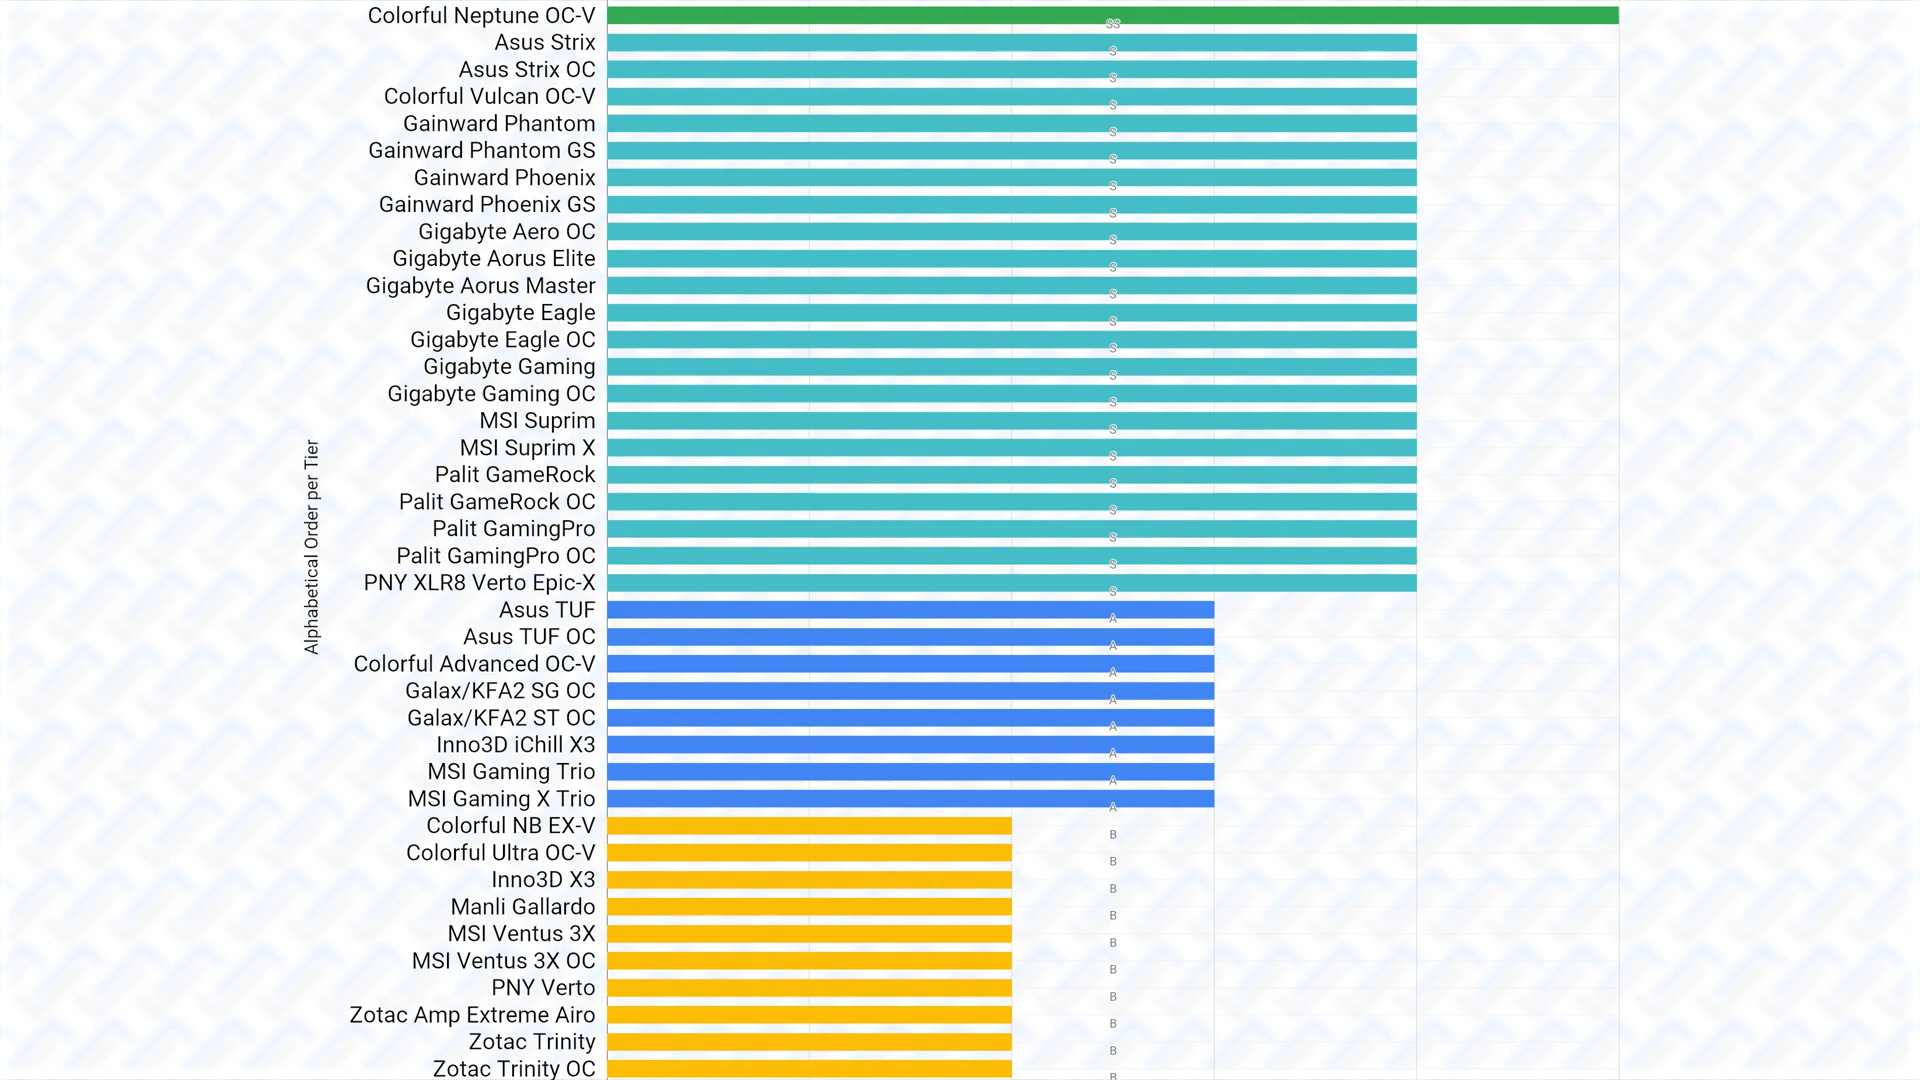 Colorful Neptune OC-V SS
Asus Strix S
Asus Strix OC S
Colorful Vulcan OC-V S
Gainward Phantom S
Gainward Phantom GS S
Gainward Phoenix S
Gainward Phoenix GS S
Gigabyte Aero OC S
Gigabyte Aorus Elite S
Gigabyte Aorus Master S
Gigabyte Eagle S
Gigabyte Eagle OC S
Gigabyte Gaming S
Gigabyte Gaming OC S
MSI Suprim S
MSI Suprim X S
Palit GameRock S
Palit GameRock OC S
Palit GamingPro S
Palit GamingPro OC S
PNY XLR8 Verto Epic-X S
Asus TUF A
Asus TUF OC A
Colorful Advanced OC-V A
Galax/KFA2 SG OC A
Galax/KFA2 ST OC A
Inno3D iChill X3 A
MSI Gaming Trio A
MSI Gaming X Trio A
Colorful NB EX-V B
Colorful Ultra OC-V B
Inno3D X3 B
Manli Gallardo B
MSI Ventus 3X B
MSI Ventus 3X OC B
PNY Verto B
Zotac Amp Extreme Airo B
Zotac Trinity B
Zotac Trinity OC B
Alphabetical Order per Tier